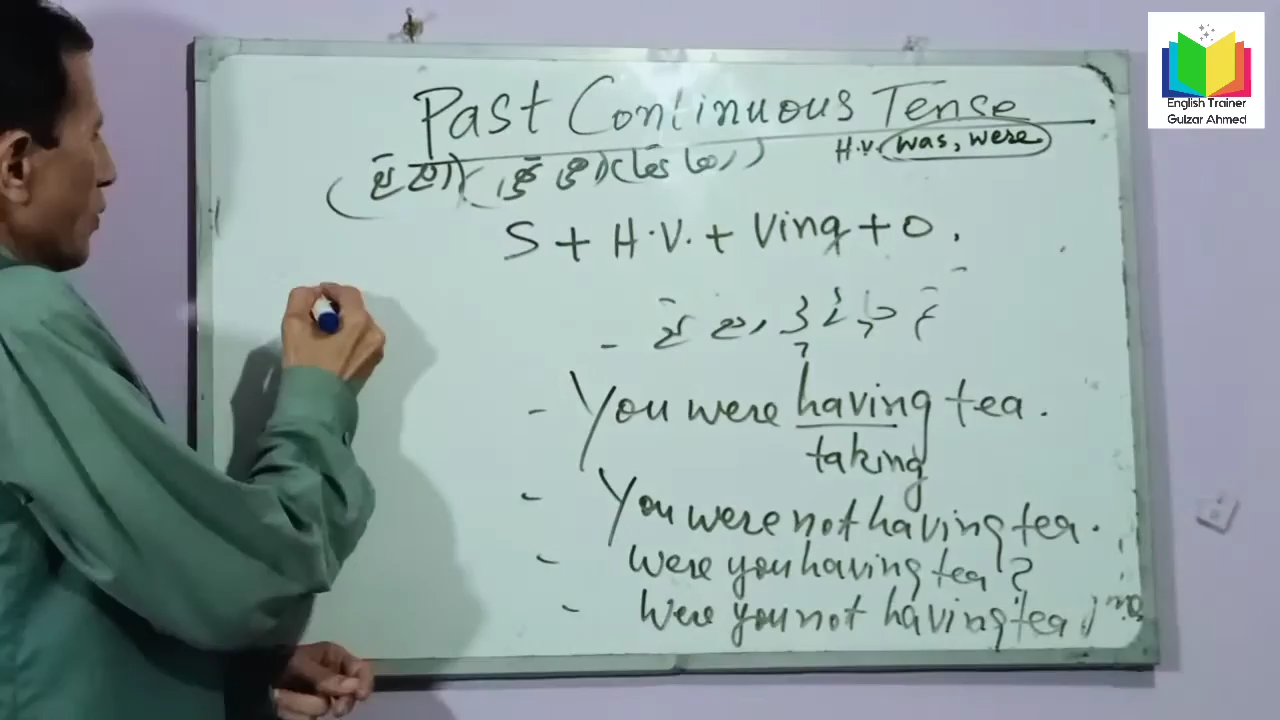 English Trainer
Gulzar Ahmed
Past Continuous Tense
H.V. was, were
S + H.V. + Ving + O.
- You were having tea.
taking
- You were not having tea.
- Were you having tea?
- Were you not having tea